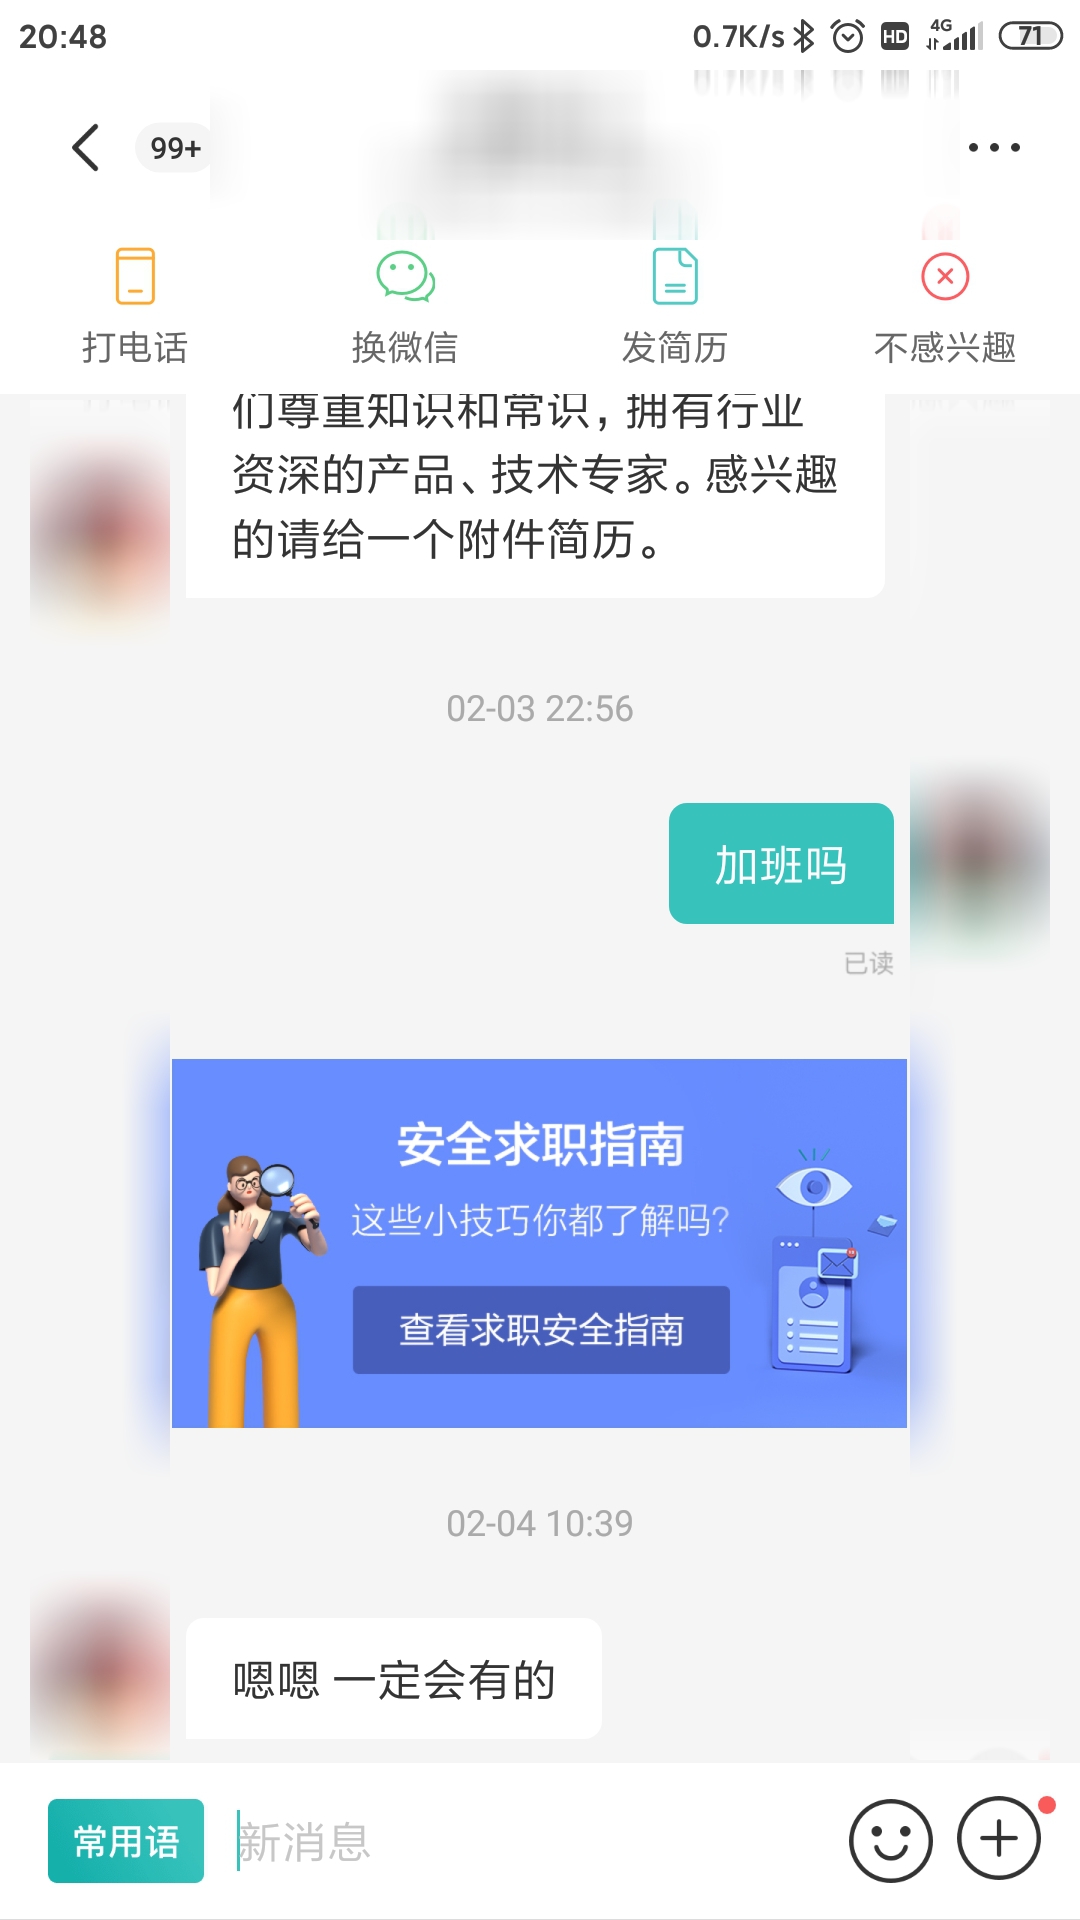 20:48
0.7K/s HD 4G 71
99+
打电话
换微信
发简历
不感兴趣
们尊重知识和常识，拥有行业
资深的产品、技术专家。感兴趣
的请给一个附件简历。
02-03 22:56
加班吗
已读
安全求职指南
这些小技巧你都了解吗？
查看求职安全指南
02-04 10:39
嗯嗯 一定会有的
常用语
新消息